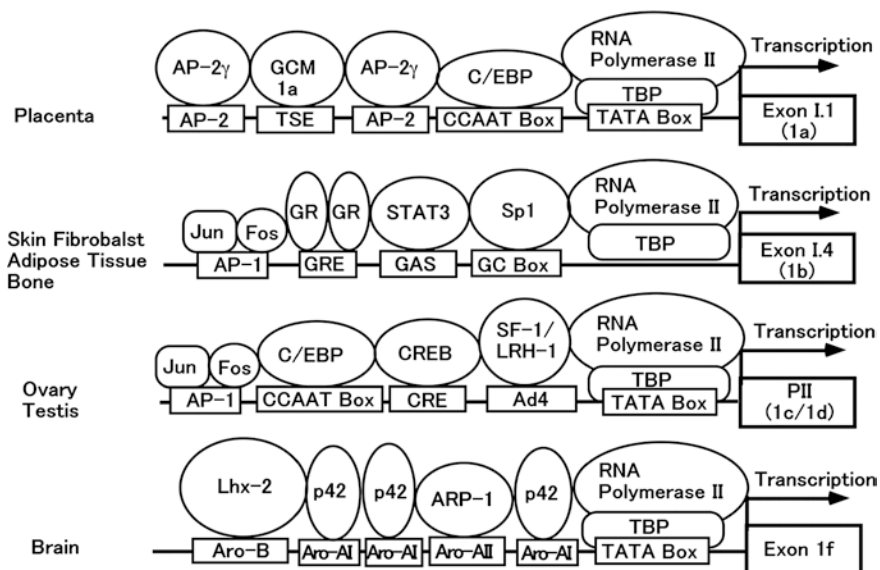 AP-2γ
GCM
1a
AP-2γ
C/EBP
RNA
Polymerase II
TBP
Transcription
Placenta
AP-2
TSE
AP-2
CCAAT Box
TATA Box
Exon I.1
(1a)
Jun
Fos
GR
GR
STAT3
Sp1
RNA
Polymerase II
TBP
Transcription
Skin Fibrobalst
Adipose Tissue
Bone
AP-1
GRE
GAS
GC Box
Exon I.4
(1b)
Jun
Fos
C/EBP
CREB
SF-1/
LRH-1
RNA
Polymerase II
TBP
Transcription
Ovary
Testis
AP-1
CCAAT Box
CRE
Ad4
TATA Box
PII
(1c/1d)
Lhx-2
p42
p42
ARP-1
p42
RNA
Polymerase II
TBP
Transcription
Brain
Aro-B
Aro-AI
Aro-AI
Aro-AII
Aro-AI
TATA Box
Exon 1f